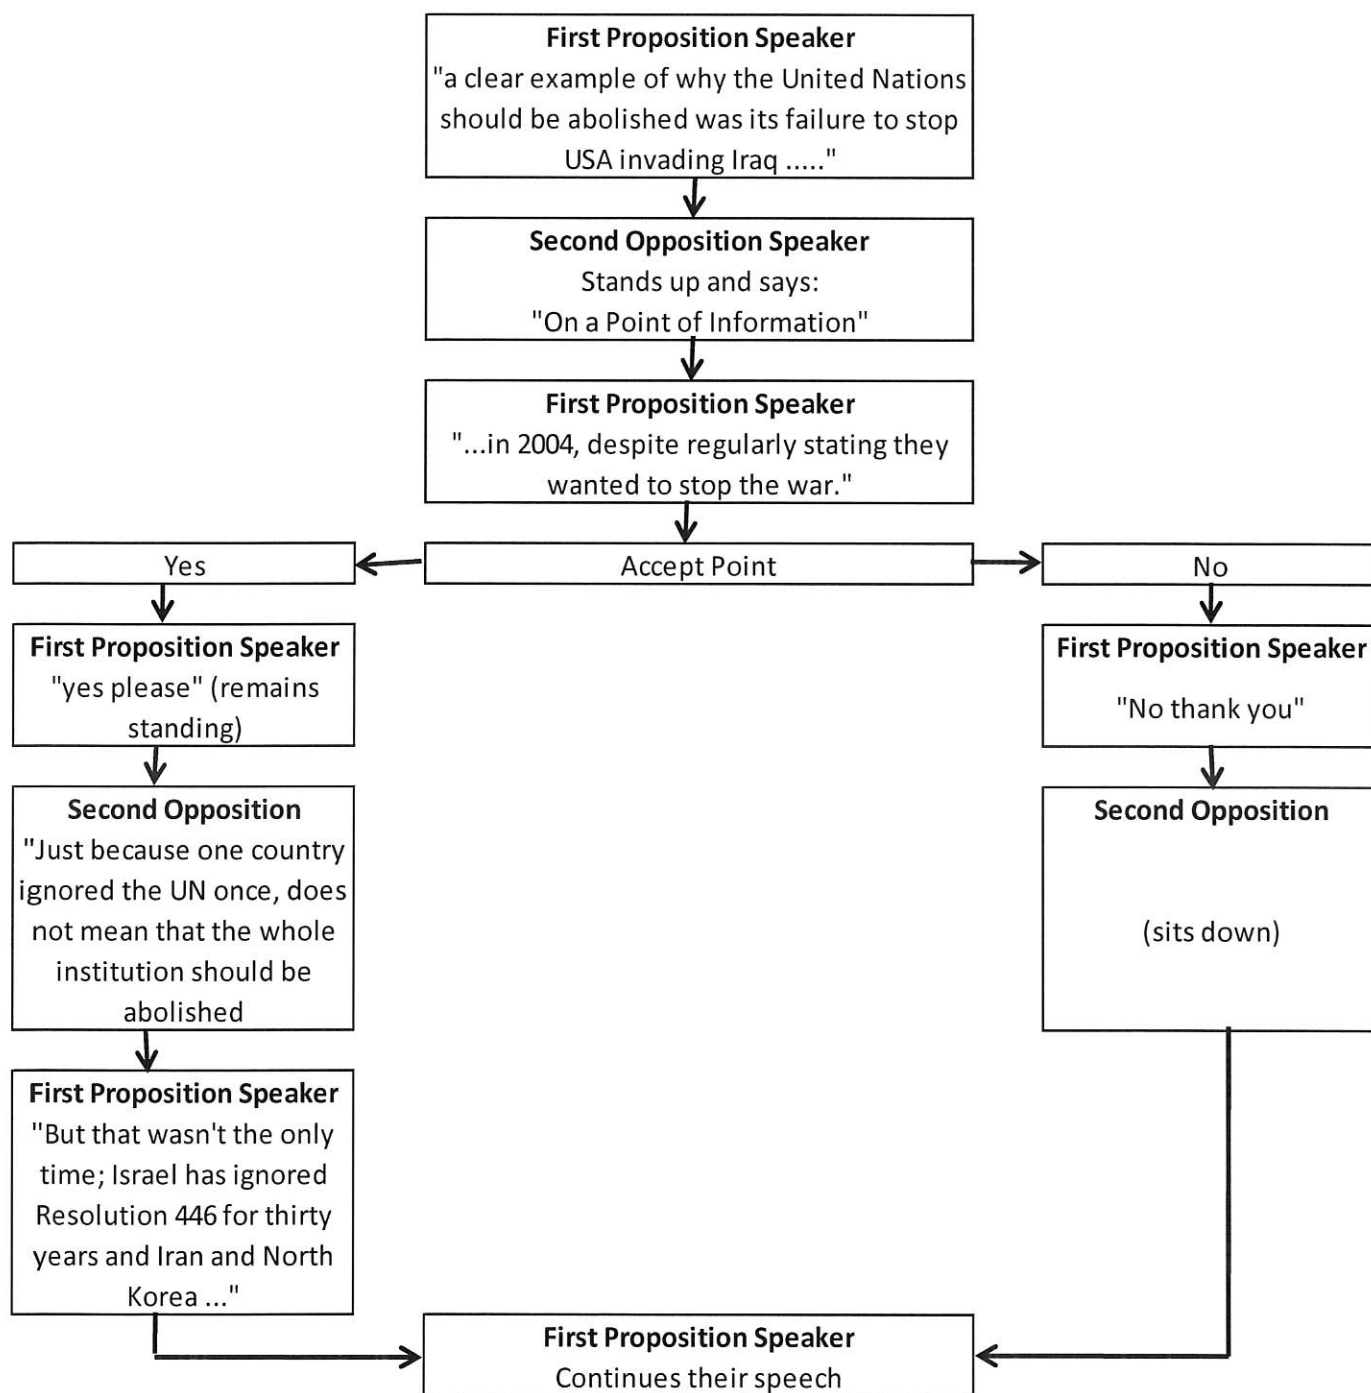 First Proposition Speaker
"a clear example of why the United Nations
should be abolished was its failure to stop
USA invading Iraq ....."
Second Opposition Speaker
Stands up and says:
"On a Point of Information"
First Proposition Speaker
"...in 2004, despite regularly stating they
wanted to stop the war."
Yes
Accept Point
No
First Proposition Speaker
"yes please" (remains
standing)
First Proposition Speaker
"No thank you"
Second Opposition
"Just because one country
ignored the UN once, does
not mean that the whole
institution should be
abolished
Second Opposition
(sits down)
First Proposition Speaker
"But that wasn't the only
time; Israel has ignored
Resolution 446 for thirty
years and Iran and North
Korea ..."
First Proposition Speaker
Continues their speech